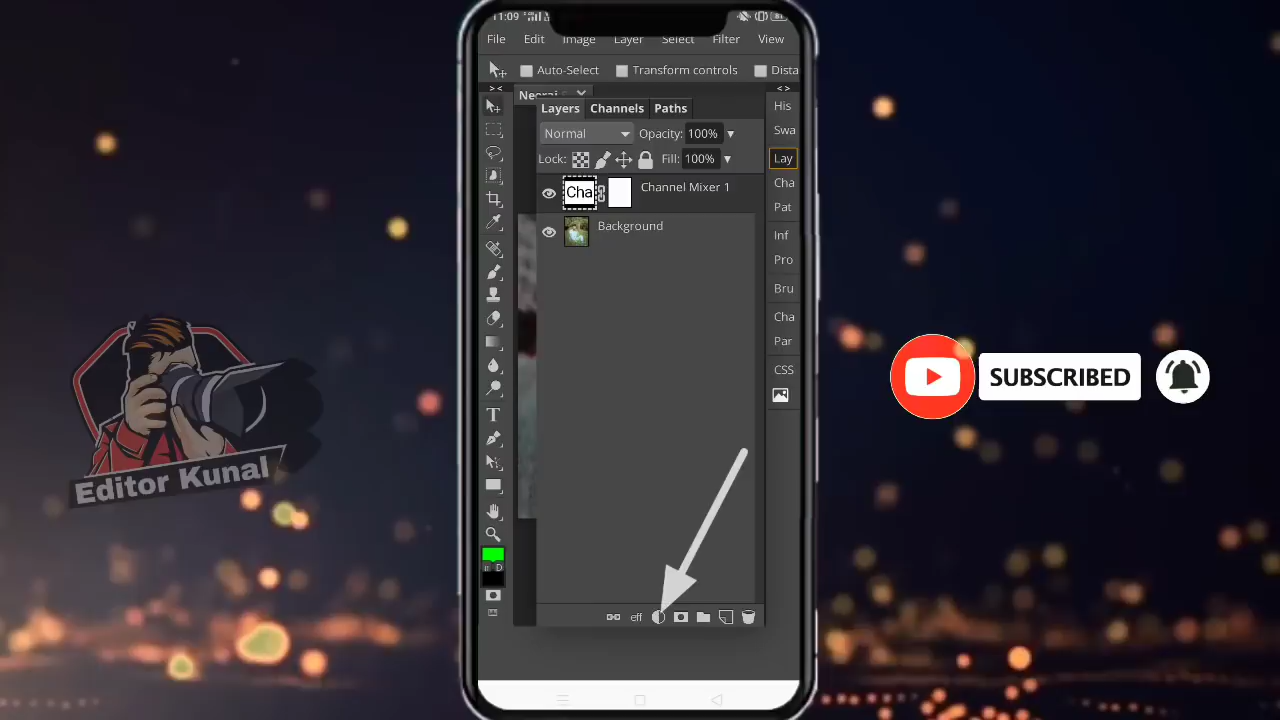 11:09
File Edit Image Layer Select Filter View
Auto-Select Transform controls Dista
Neeraj
Layers Channels Paths
Normal Opacity: 100%
Lock: Fill: 100%
Cha Channel Mixer 1
Background
His
Swa
Lay
Cha
Pat
Inf
Pro
Bru
Cha
Par
CSS
T
D
eff
Editor Kunal
SUBSCRIBED